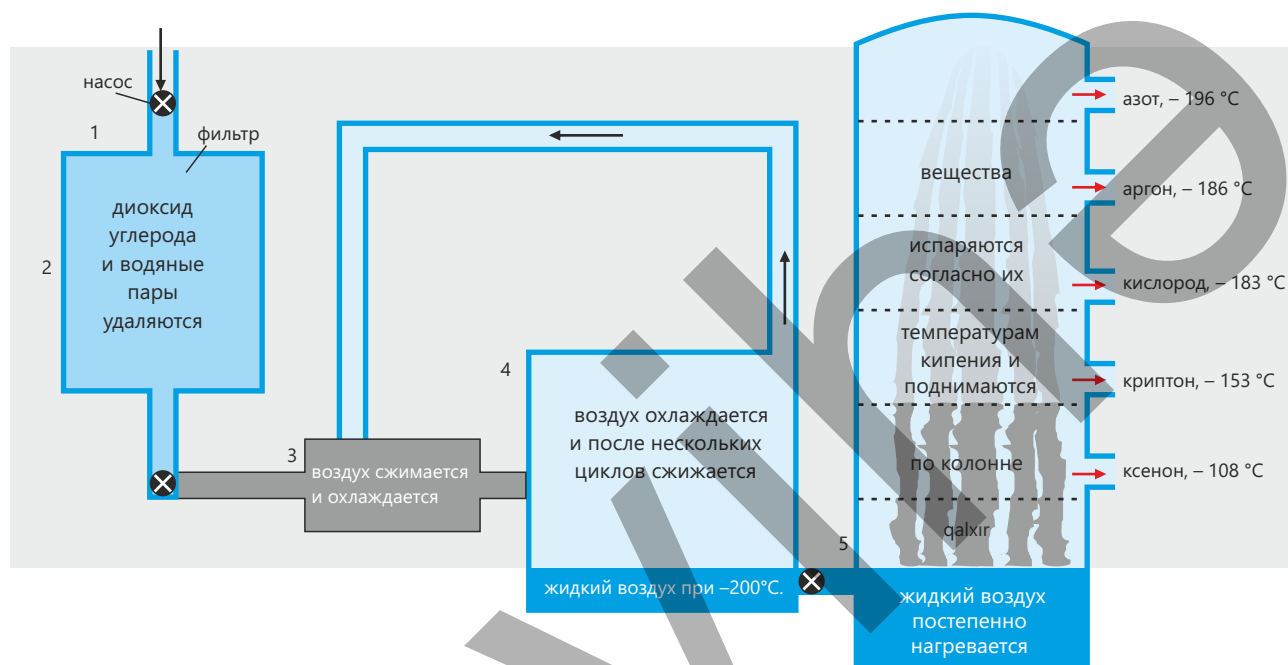 насос
1
фильтр
диоксид
углерода
и водяные
пары
удаляются
2
3
воздух сжимается
и охлаждается
4
воздух охлаждается
и после нескольких
циклов сжижается
жидкий воздух при –200°C.
5
вещества
испаряются
согласно их
температурам
кипения и
поднимаются
по колонне
qalxır
жидкий воздух
постепенно
нагревается
азот, – 196 °C
аргон, – 186 °C
кислород, – 183 °C
криптон, – 153 °C
ксенон, – 108 °C